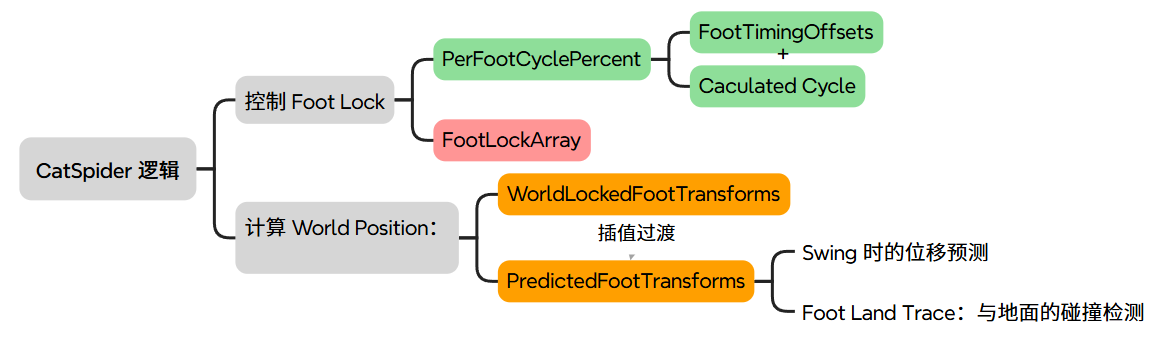 CatSpider 逻辑
控制 Foot Lock
PerFootCyplePercent
FootTimingOffsets
+
Caculated Cycle
FootLockArray
计算 World Position：
WorldLockedFootTransforms
插值过渡
PredictedFootTransforms
Swing 时的位移预测
Foot Land Trace：与地面的碰撞检测